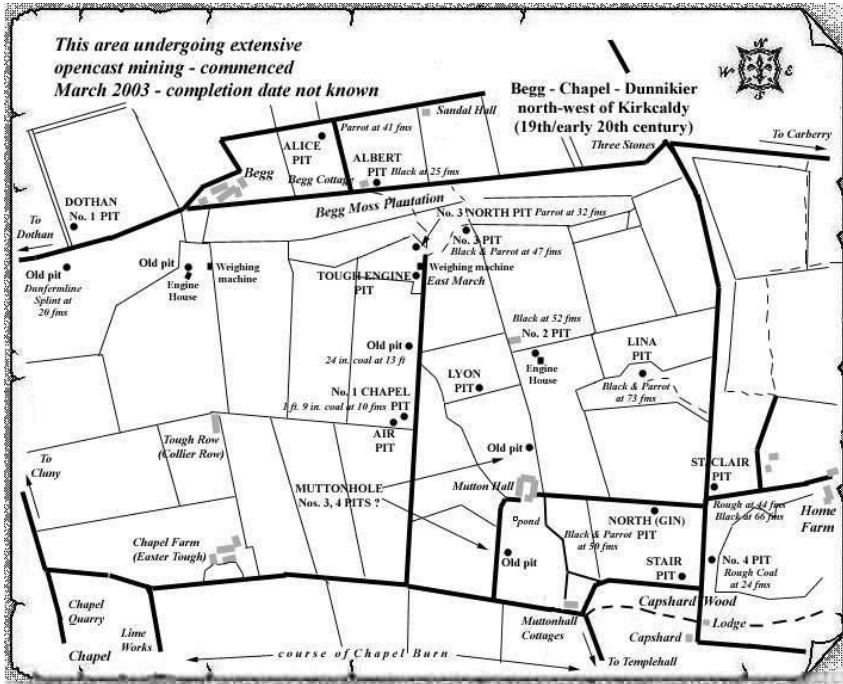 This area undergoing extensive
opencast mining - commenced
March 2003 - completion date not known
N
W E
S
Begg - Chapel - Dunnikier
north-west of Kirkcaldy
(19th/early 20th century)
Sandal Hall
To Carberry
Three Stones
Parrot at 41 fms
ALICE
PIT
ALBERT
PIT
Black at 25 fms
Begg
Begg Cottage
Begg Moss Plantation
DOTHAN
No. 1 PIT
To
Dothan
No. 3 NORTH PIT Parrot at 32 fms
No. 3 PIT
Black & Parrot at 47 fms
Old pit
Dunfermline
Splint at
20 fms
Old pit
Engine
House
Weighing
machine
TOUGH ENGINE
PIT
Weighing machine
East March
Black at 52 fms
No. 2 PIT
Engine
House
Old pit
24 in. coal at 13 ft
LYON
PIT
LINA
PIT
Black & Parrot
at 73 fms
No. 1 CHAPEL
PIT
1 ft. 9 in. coal at 10 fms
AIR
PIT
Tough Row
(Collier Row)
To
Cluny
Old pit
MUTTONHOLE
Nos. 3, 4 PITS ?
Mutton Hall
ST. CLAIR
PIT
Rough at 44 fms
Black at 66 fms
Home
Farm
pond
NORTH (GIN)
PIT
Black & Parrot
at 50 fms
Chapel Farm
(Easter Tough)
Old pit
STAIR
PIT
No. 4 PIT
Rough Coal
at 24 fms
Chapel
Quarry
Lime
Works
Chapel
Capshard Wood
Muttonhall
Cottages
Lodge
Capshard
course of Chapel Burn
To Templehall